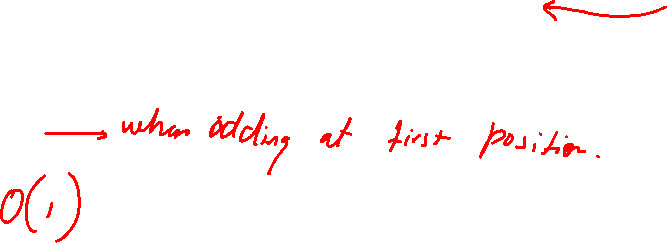 → when adding at first position.
O(1)